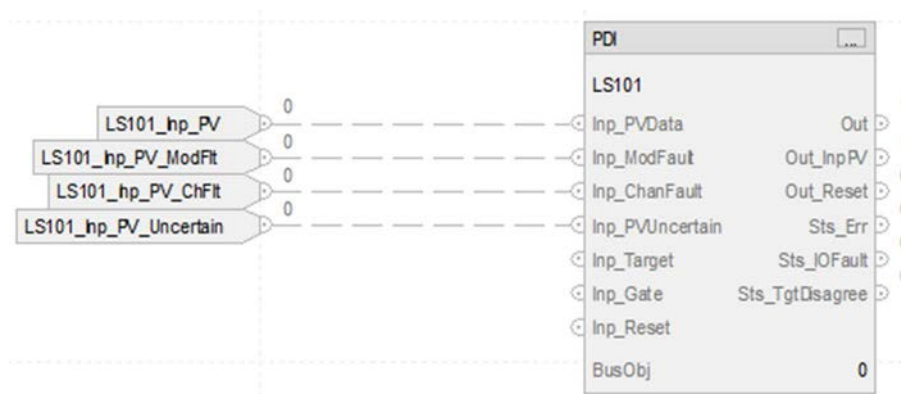 PDI ...
LS101
0
LS101_Inp_PV Inp_PVData Out
0
LS101_Inp_PV_ModFlt Inp_ModFault Out_InpPV
0
LS101_Inp_PV_ChFlt Inp_ChanFault Out_Reset
0
LS101_Inp_PV_Uncertain Inp_PVUncertain Sts_Err
Inp_Target Sts_IOFault
Inp_Gate Sts_TgtDisagree
Inp_Reset
BusObj 0